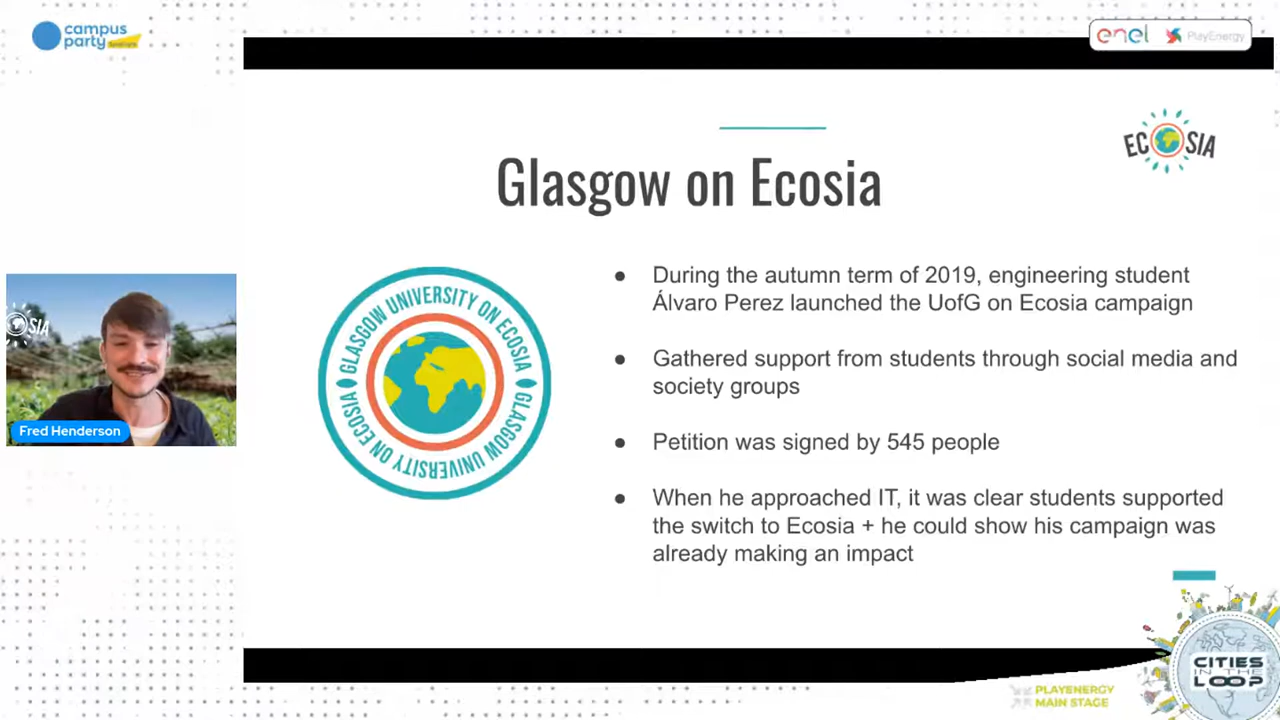 campus
party
enel
PlayEnergy
ECOSIA
Glasgow on Ecosia
GLASGOW UNIVERSITY ON ECOSIA
GLASGOW UNIVERSITY ON ECOSIA
● During the autumn term of 2019, engineering student
Álvaro Perez launched the UofG on Ecosia campaign
● Gathered support from students through social media and
society groups
● Petition was signed by 545 people
● When he approached IT, it was clear students supported
the switch to Ecosia + he could show his campaign was
already making an impact
SIA
Fred Henderson
CITIES
IN THE
LOOP
PLAYENERGY
MAIN STAGE